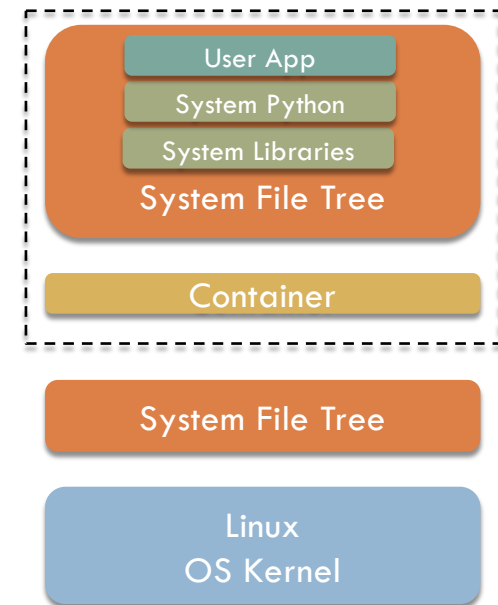 User App
System Python
System Libraries
System File Tree
Container
System File Tree
Linux
OS Kernel